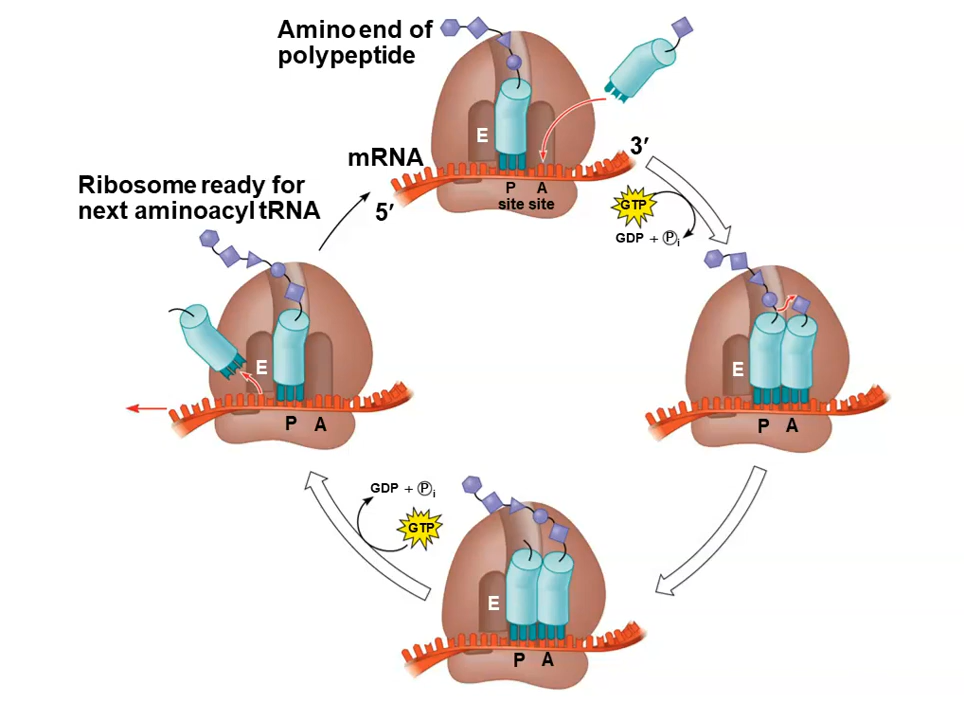 Amino end of
polypeptide
E
mRNA
3′
Ribosome ready for
next aminoacyl tRNA
5′
P A
site site
GTP
GDP + Pi
E
P A
E
P A
GDP + Pi
GTP
E
P A